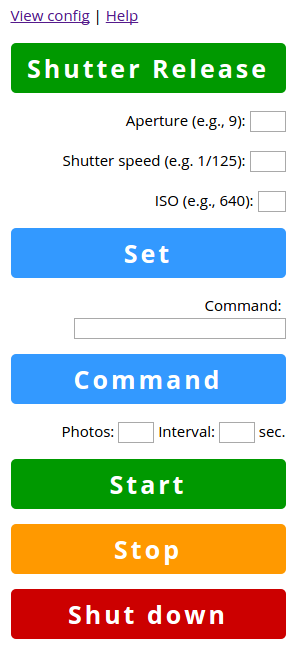 View config | Help
Shutter Release
Aperture (e.g., 9):
Shutter speed (e.g. 1/125):
ISO (e.g., 640):
Set
Command:
Command
Photos: Interval: sec.
Start
Stop
Shut down